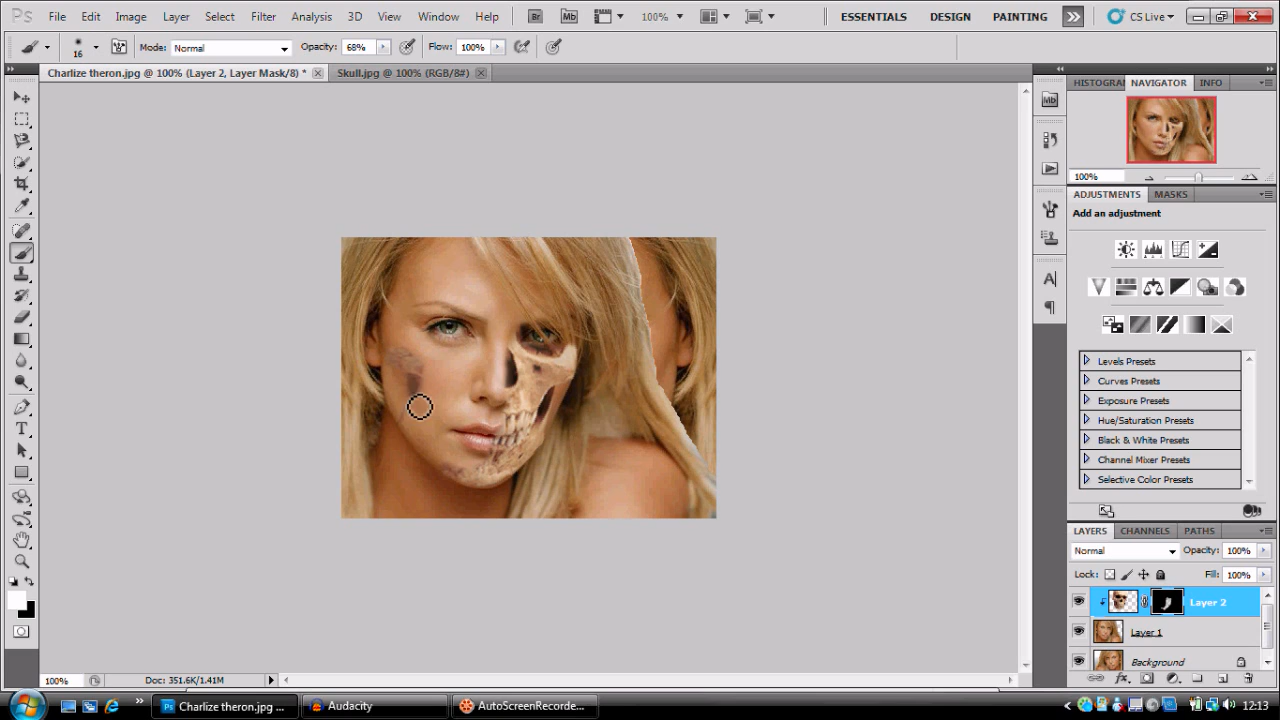 Ps File Edit Image Layer Select Filter Analysis 3D View Window Help Br Mb 100% ESSENTIALS DESIGN PAINTING CS Live
16 Mode: Normal Opacity: 68% Flow: 100%
Charlize theron.jpg @ 100% (Layer 2, Layer Mask/8) * Skull.jpg @ 100% (RGB/8#)
HISTOGRAM NAVIGATOR INFO
Mb
100%
ADJUSTMENTS MASKS
Add an adjustment
Levels Presets
Curves Presets
Exposure Presets
Hue/Saturation Presets
Black & White Presets
Channel Mixer Presets
Selective Color Presets
LAYERS CHANNELS PATHS
Normal Opacity: 100%
Lock: Fill: 100%
Layer 2
Layer 1
Background
100% Doc: 351.6K/1.41M
Charlize theron.jpg ... Audacity AutoScreenRecorde... 12:13